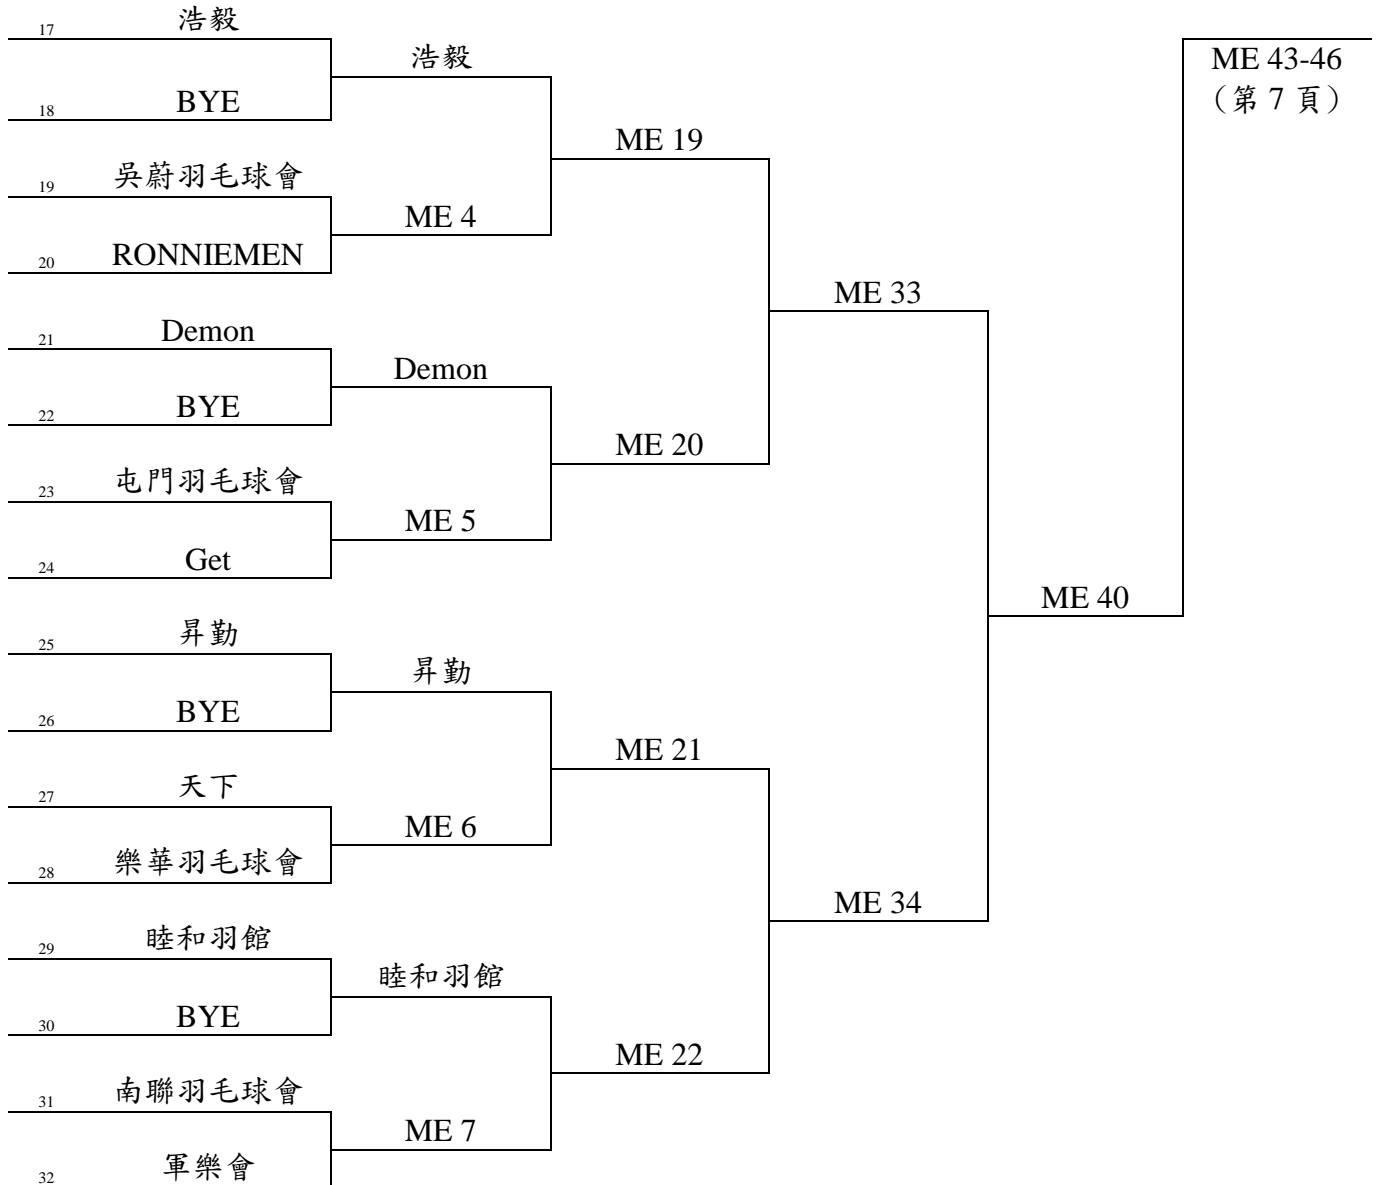 17 浩毅
18 BYE
19 吳蔚羽毛球會
20 RONNIEMEN
21 Demon
22 BYE
23 屯門羽毛球會
24 Get
25 昇勤
26 BYE
27 天下
28 樂華羽毛球會
29 睦和羽館
30 BYE
31 南聯羽毛球會
32 軍樂會
浩毅
ME 4
Demon
ME 5
昇勤
ME 6
睦和羽館
ME 7
ME 19
ME 20
ME 21
ME 22
ME 33
ME 34
ME 40
ME 43-46
（第 7 頁）